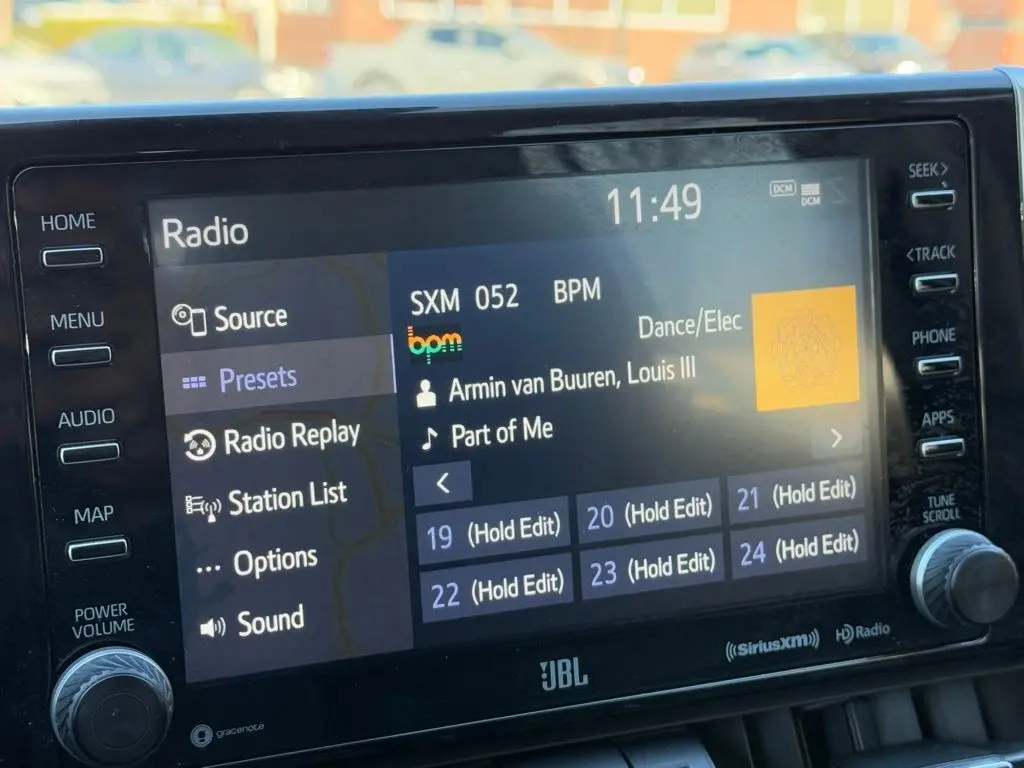 HOME
MENU
AUDIO
MAP
POWER
VOLUME
gracenote
Radio
11:49
DCM
DCM
Source
Presets
Radio Replay
Station List
Options
Sound
SXM 052 BPM
bpm
Dance/Elec
Armin van Buuren, Louis III
Part of Me
<
>
19 (Hold Edit)
20 (Hold Edit)
21 (Hold Edit)
22 (Hold Edit)
23 (Hold Edit)
24 (Hold Edit)
JBL
((SiriusXM))
HD Radio
SEEK>
<TRACK
PHONE
APPS
TUNE
SCROLL